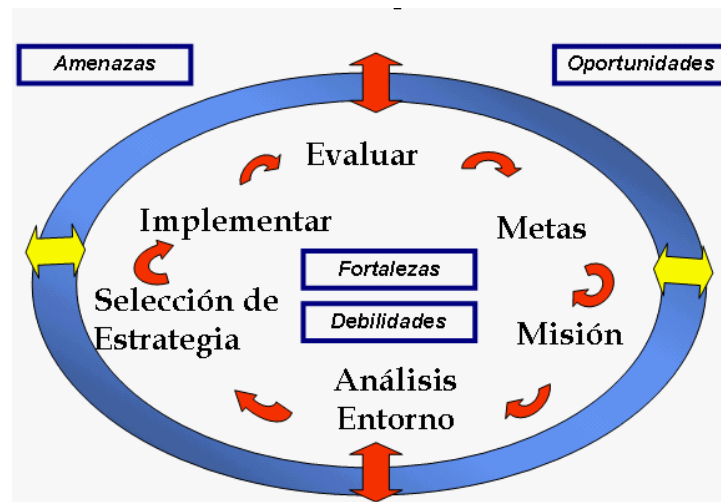 Amenazas
Oportunidades
Evaluar
Implementar
Metas
Fortalezas
Selección de
Estrategia
Debilidades
Misión
Análisis
Entorno